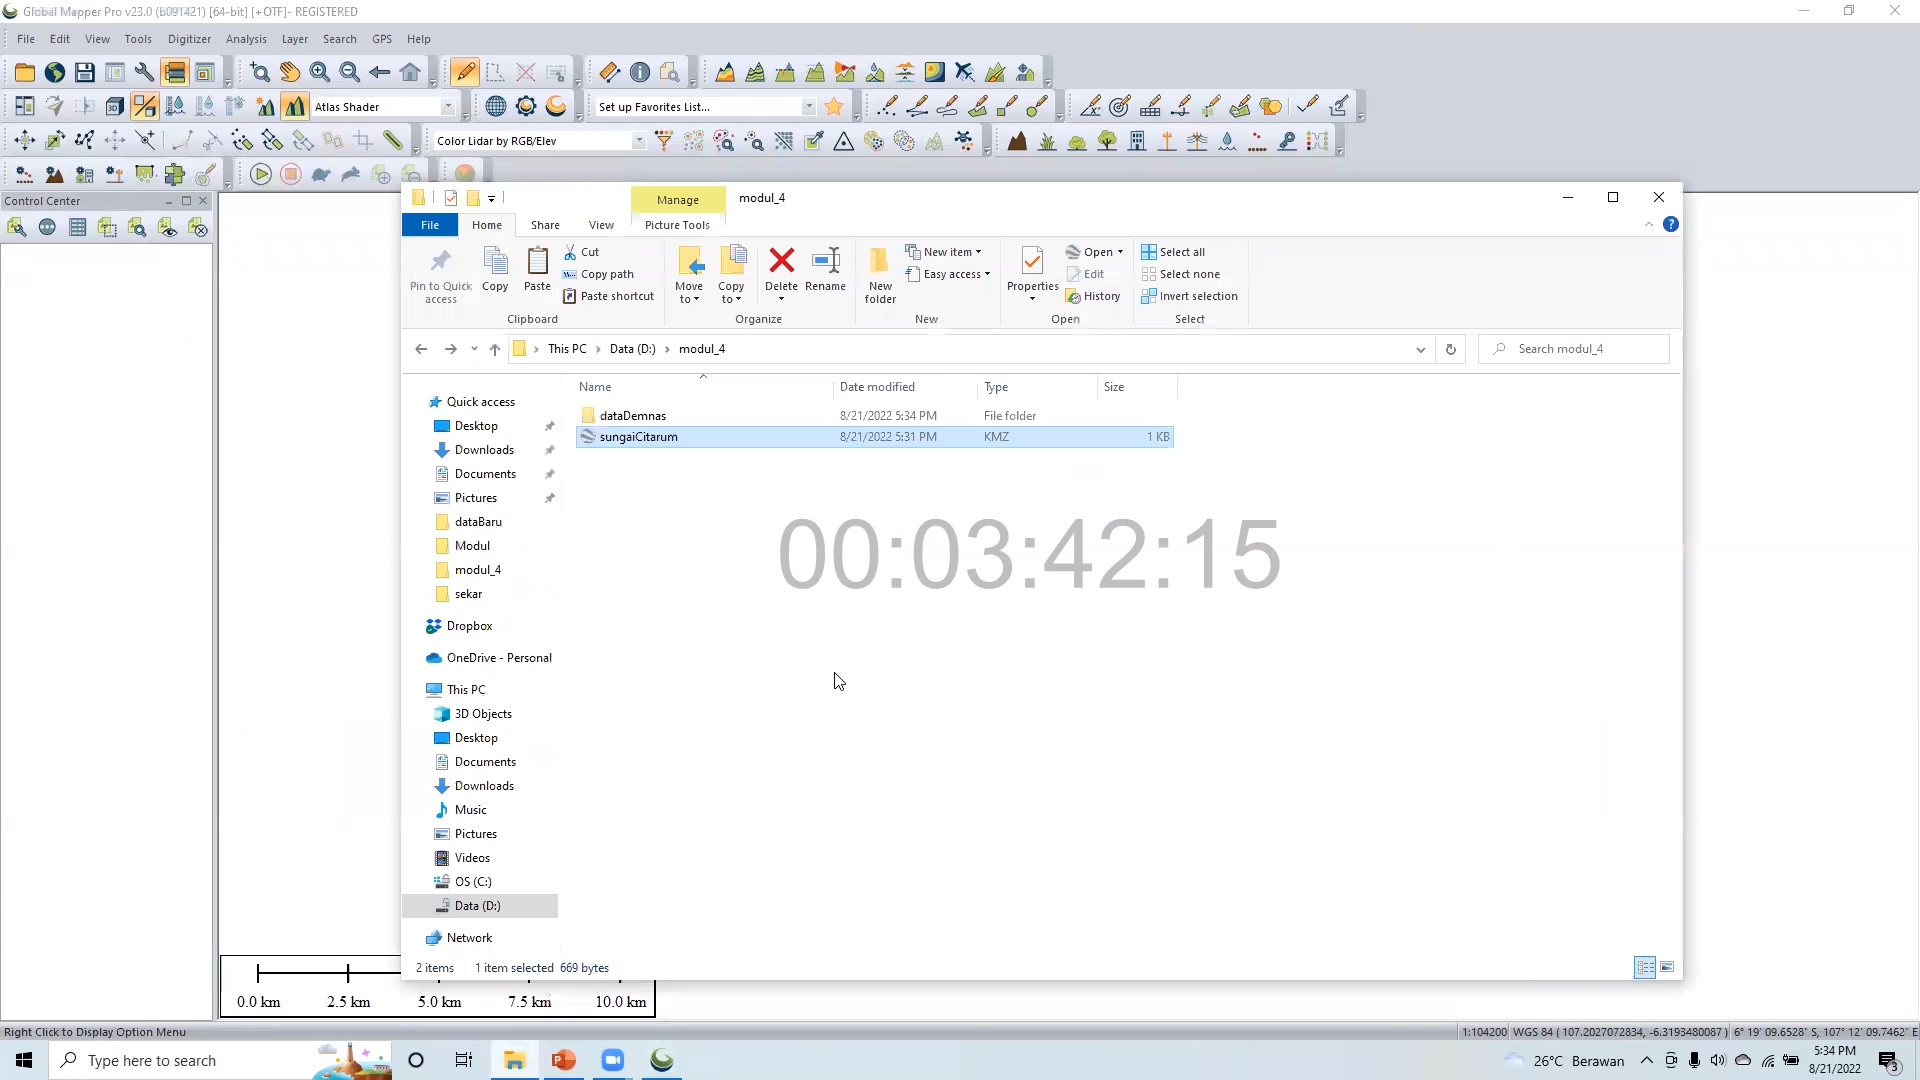 Global Mapper Pro v23.0 (b091421) [64-bit] [+OTF]- REGISTERED
File Edit View Tools Digitizer Analysis Layer Search GPS Help
Set up Favorites List...
Atlas Shader
Color Lidar by RGB/Elev
Control Center
Manage
modul_4
File Home Share View Picture Tools
Pin to Quick access
Copy
Paste
Cut
Copy path
Paste shortcut
Clipboard
Move to
Copy to
Delete
Rename
Organize
New folder
New item
Easy access
New
Properties
Open
Edit
History
Open
Select all
Select none
Invert selection
Select
This PC > Data (D:) > modul_4
Search modul_4
Name Date modified Type Size
dataDemnas 8/21/2022 5:34 PM File folder
sungaiCitarum 8/21/2022 5:31 PM KMZ 1 KB
Quick access
Desktop
Downloads
Documents
Pictures
dataBaru
Modul
modul_4
sekar
Dropbox
OneDrive - Personal
This PC
3D Objects
Desktop
Documents
Downloads
Music
Pictures
Videos
OS (C:)
Data (D:)
Network
00:03:42:15
2 items 1 item selected 669 bytes
0.0 km 2.5 km 5.0 km 7.5 km 10.0 km
Right Click to Display Option Menu
1:104200 WGS 84 ( 107.2027072834, -6.3193480087 ) 6° 19' 09.6528" S, 107° 12' 09.7462" E
Type here to search
26°C Berawan
5:34 PM
8/21/2022
3